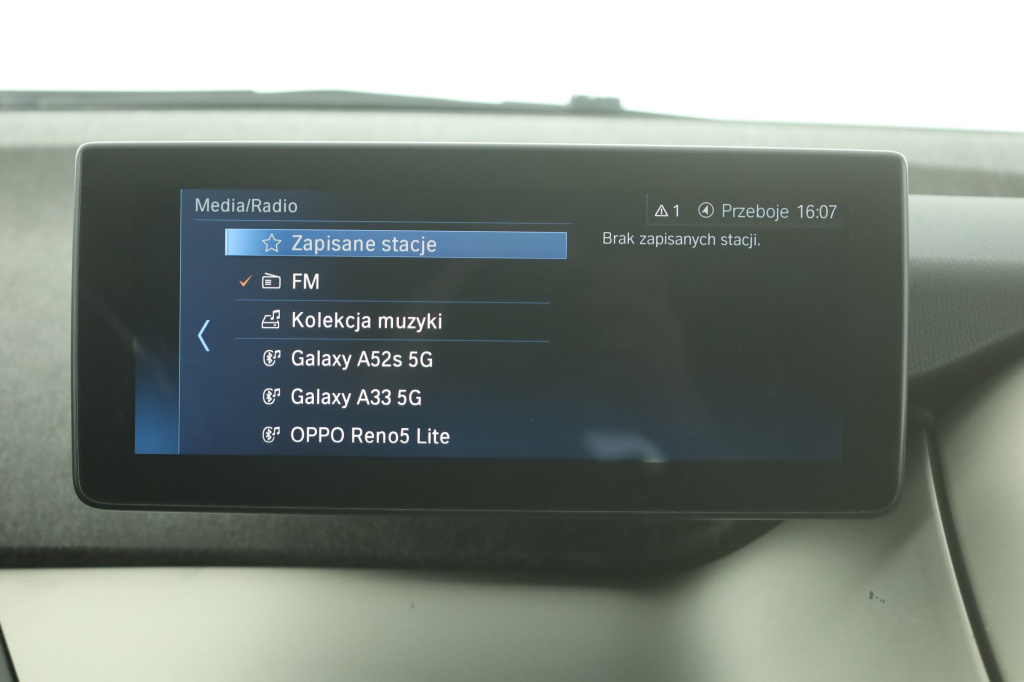 Media/Radio
1 Przeboje 16:07
Zapisane stacje
Brak zapisanych stacji.
FM
Kolekcja muzyki
Galaxy A52s 5G
Galaxy A33 5G
OPPO Reno5 Lite